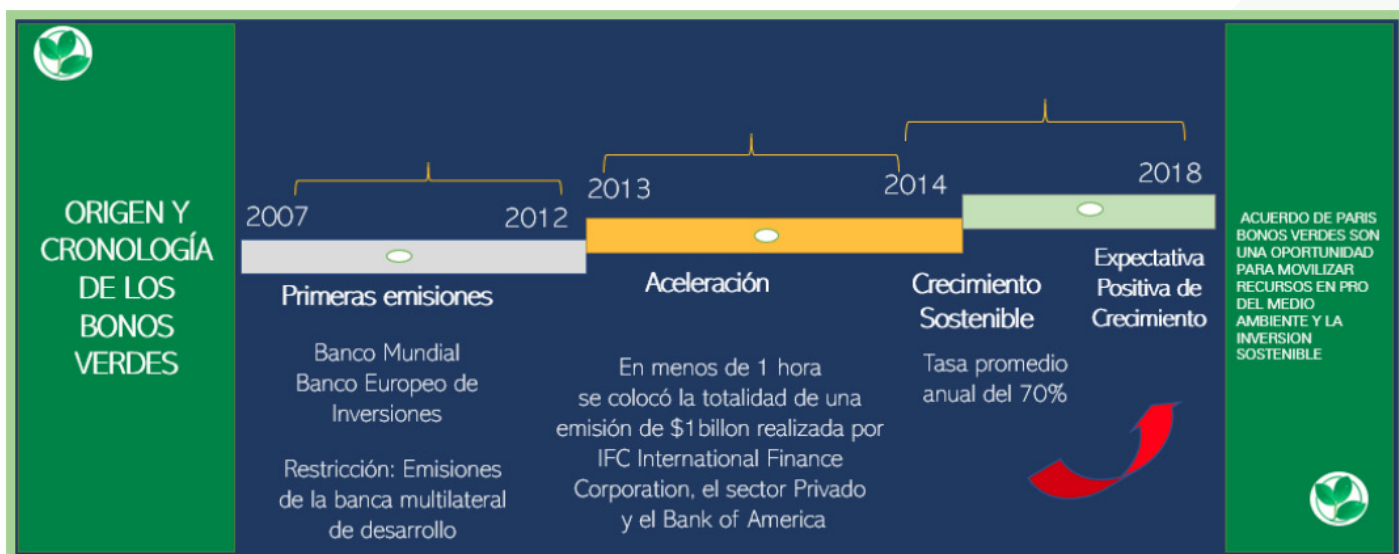 ORIGEN Y
CRONOLOGÍA
DE LOS
BONOS
VERDES
2007
2012
Primeras emisiones
Banco Mundial
Banco Europeo de
Inversiones
Restricción: Emisiones
de la banca multilateral
de desarrollo
2013
2014
Aceleración
En menos de 1 hora
se colocó la totalidad de una
emisión de $1billon realizada por
IFC International Finance
Corporation, el sector Privado
y el Bank of America
Crecimiento
Sostenible
Tasa promedio
anual del 70%
2018
Expectativa
Positiva de
Crecimiento
ACUERDO DE PARIS
BONOS VERDES SON
UNA OPORTUNIDAD
PARA MOVILIZAR
RECURSOS EN PRO
DEL MEDIO
AMBIENTE Y LA
INVERSION
SOSTENIBLE